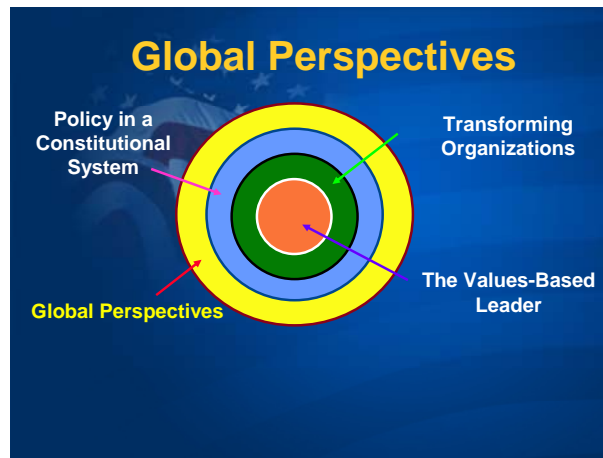 Global Perspectives
Policy in a
Constitutional
System
Transforming
Organizations
The Values-Based
Leader
Global Perspectives